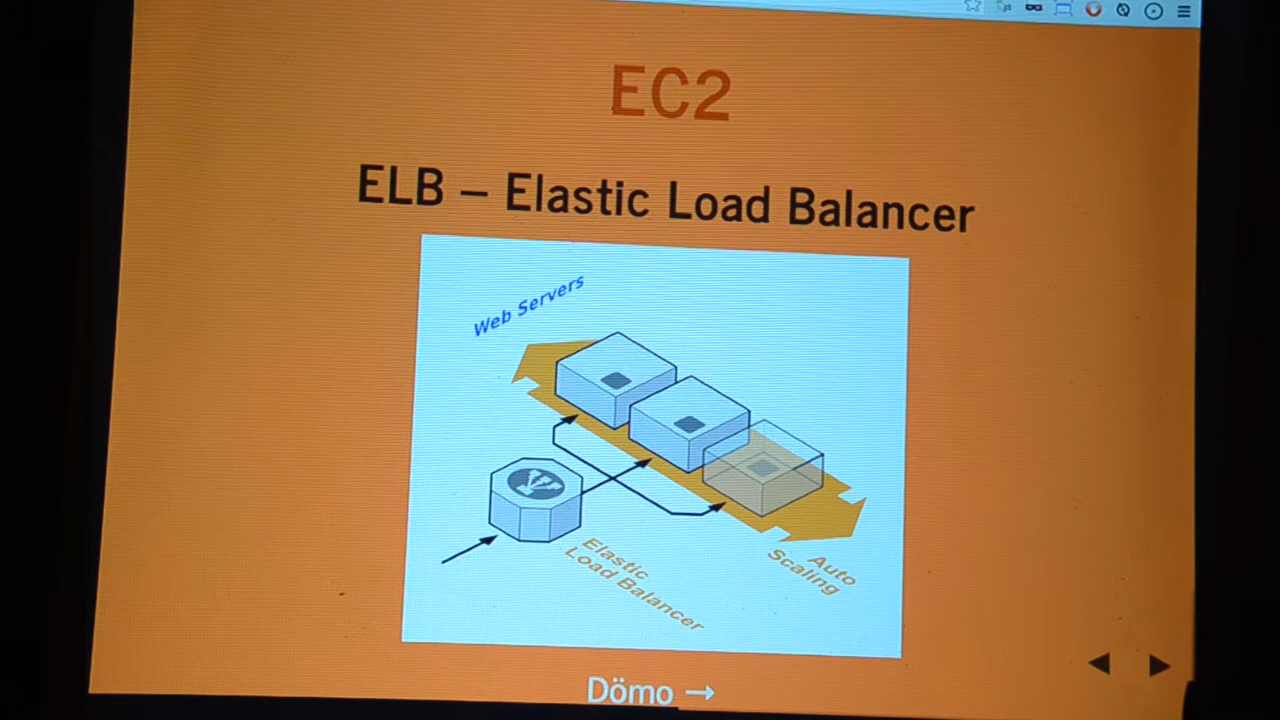 EC2
ELB – Elastic Load Balancer
Web Servers
Elastic
Load Balancer
Auto
Scaling
Dömo →